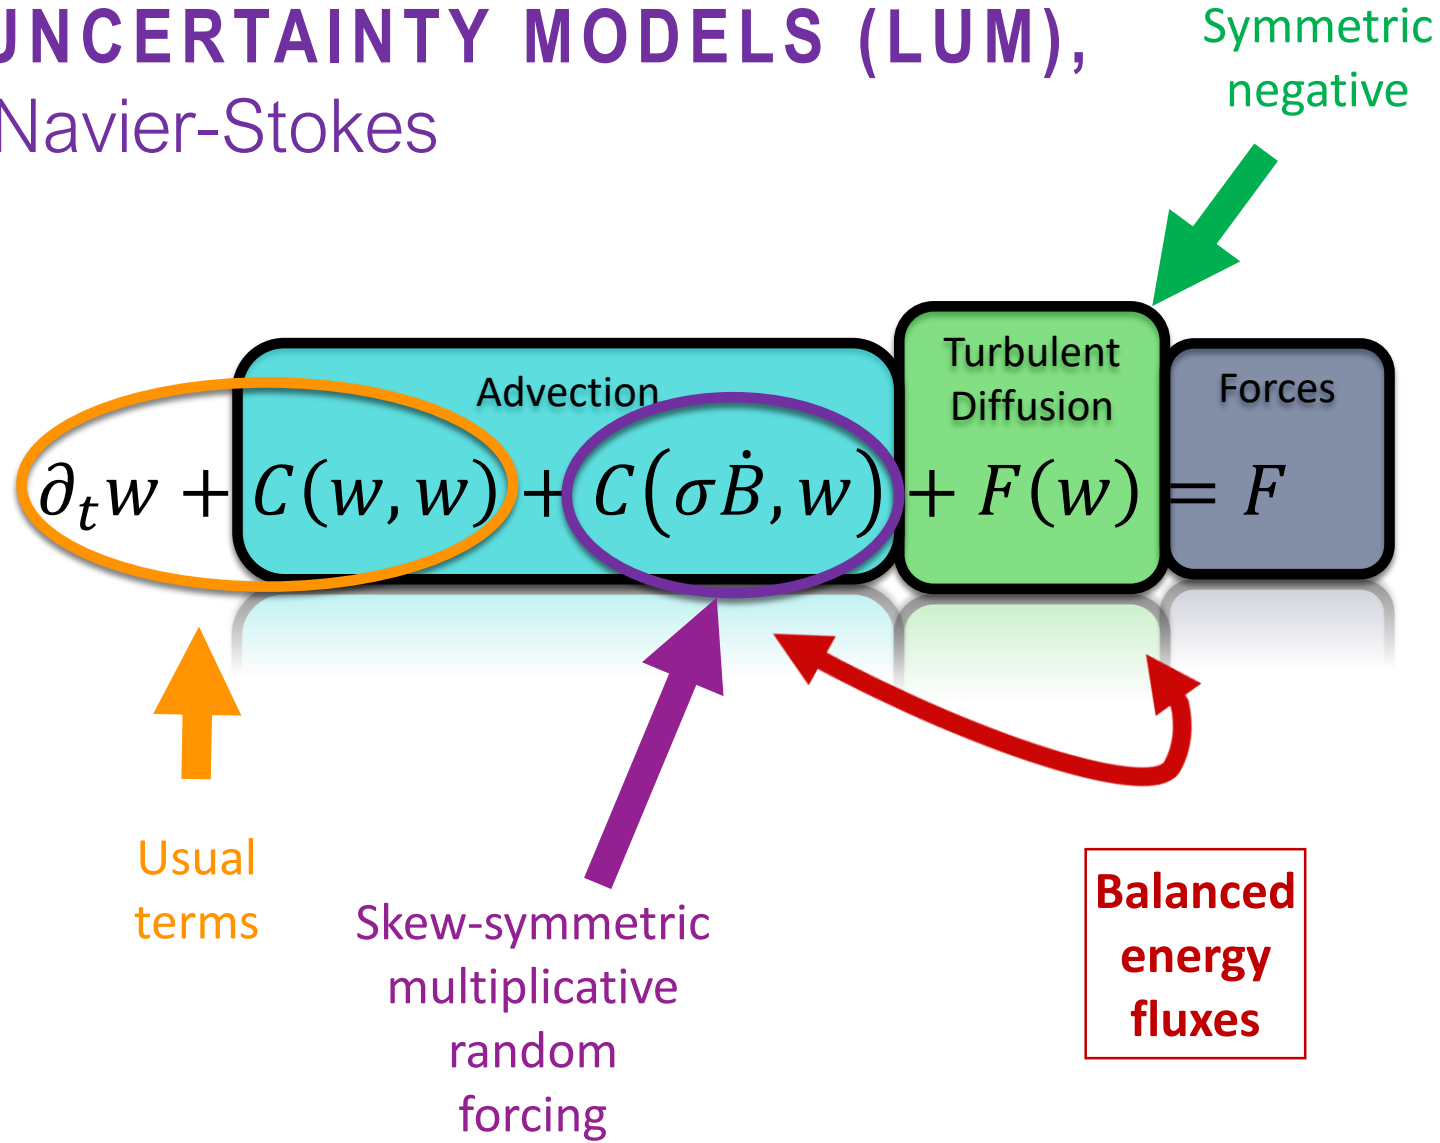 UNCERTAINTY MODELS (LUM),
Navier-Stokes
Symmetric
negative
Advection
Turbulent
Diffusion
Forces
∂ₜw + C(w, w) + C(σḂ, w) + F(w) = F
Usual
terms
Skew-symmetric
multiplicative
random
forcing
Balanced
energy
fluxes